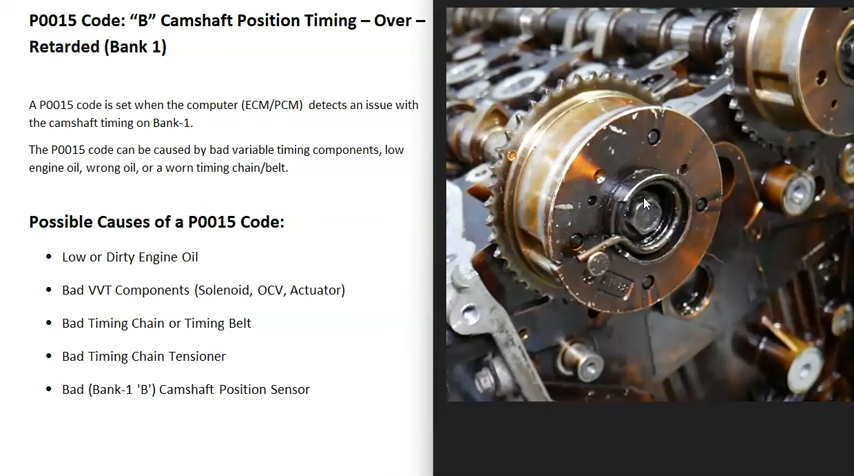 P0015 Code: “B” Camshaft Position Timing – Over –
Retarded (Bank 1)
A P0015 code is set when the computer (ECM/PCM) detects an issue with
the camshaft timing on Bank-1.
The P0015 code can be caused by bad variable timing components, low
engine oil, wrong oil, or a worn timing chain/belt.
Possible Causes of a P0015 Code:
• Low or Dirty Engine Oil
• Bad VVT Components (Solenoid, OCV, Actuator)
• Bad Timing Chain or Timing Belt
• Bad Timing Chain Tensioner
• Bad (Bank-1 'B') Camshaft Position Sensor